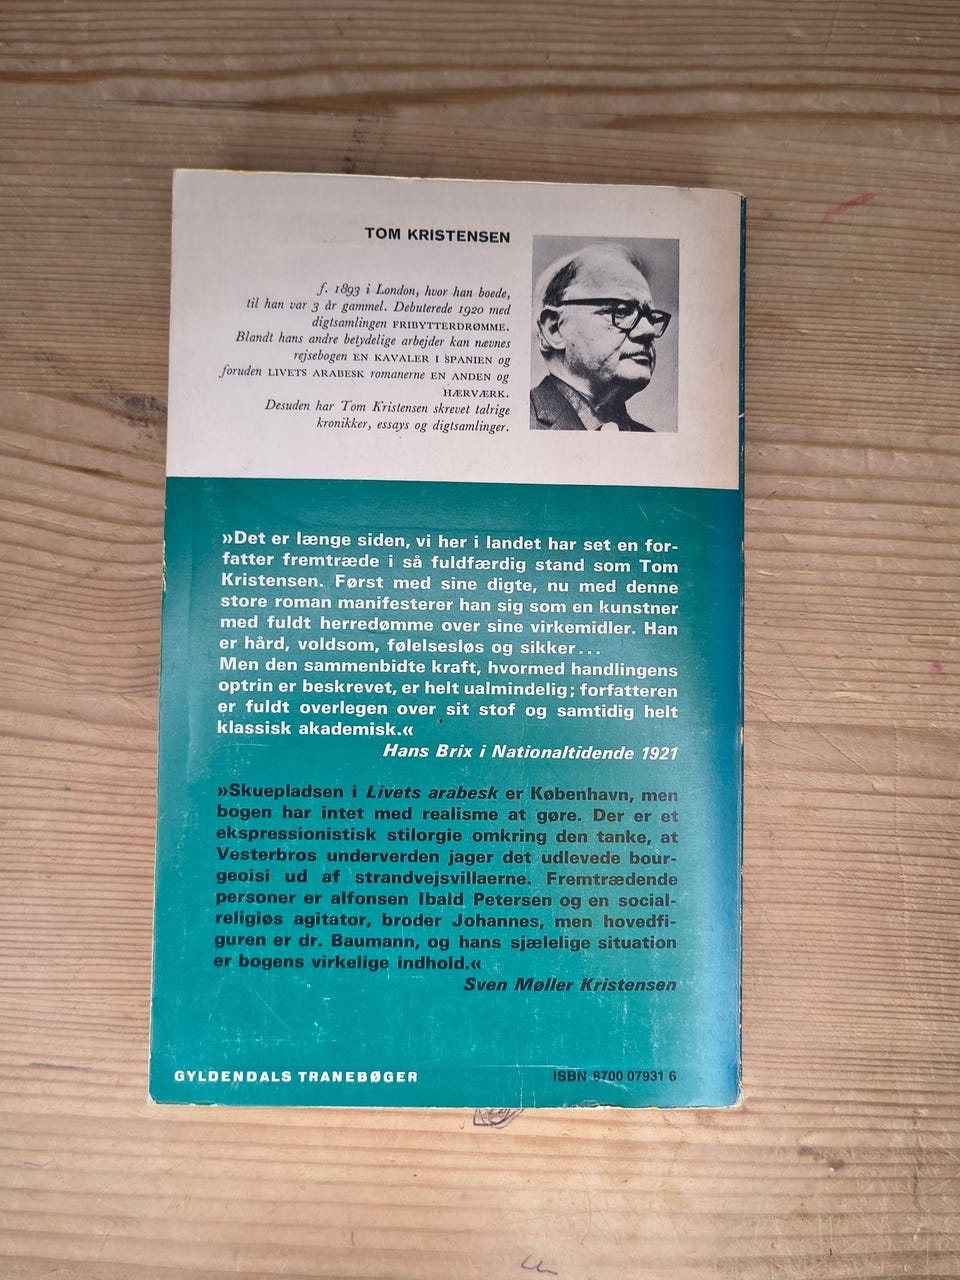 TOM KRISTENSEN
f. 1893 i London, hvor han boede,
til han var 3 år gammel. Debuterede 1920 med
digtsamlingen FRIBYTTERDRØMME.
Blandt hans andre betydelige arbejder kan nævnes
rejsebogen EN KAVALER I SPANIEN og
foruden LIVETS ARABESK romanerne EN ANDEN og
HÆRVÆRK.
Desuden har Tom Kristensen skrevet talrige
kronikker, essays og digtsamlinger.
»Det er længe siden, vi her i landet har set en for-
fatter fremtræde i så fuldfærdig stand som Tom
Kristensen. Først med sine digte, nu med denne
store roman manifesterer han sig som en kunstner
med fuldt herredømme over sine virkemidler. Han
er hård, voldsom, følelsesløs og sikker...
Men den sammenbidte kraft, hvormed handlingens
optrin er beskrevet, er helt ualmindelig; forfatteren
er fuldt overlegen over sit stof og samtidig helt
klassisk akademisk.«
Hans Brix i Nationaltidende 1921
»Skuepladsen i Livets arabesk er København, men
bogen har intet med realisme at gøre. Der er et
ekspressionistisk stilorgie omkring den tanke, at
Vesterbros underverden jager det udlevede bour-
geoisi ud af strandvejsvillaerne. Fremtrædende
personer er alfonsen Ibald Petersen og en social-
religiøs agitator, broder Johannes, men hovedfi-
guren er dr. Baumann, og hans sjælelige situation
er bogens virkelige indhold.«
Sven Møller Kristensen
GYLDENDALS TRANEBØGER
ISBN 8700 07931 6